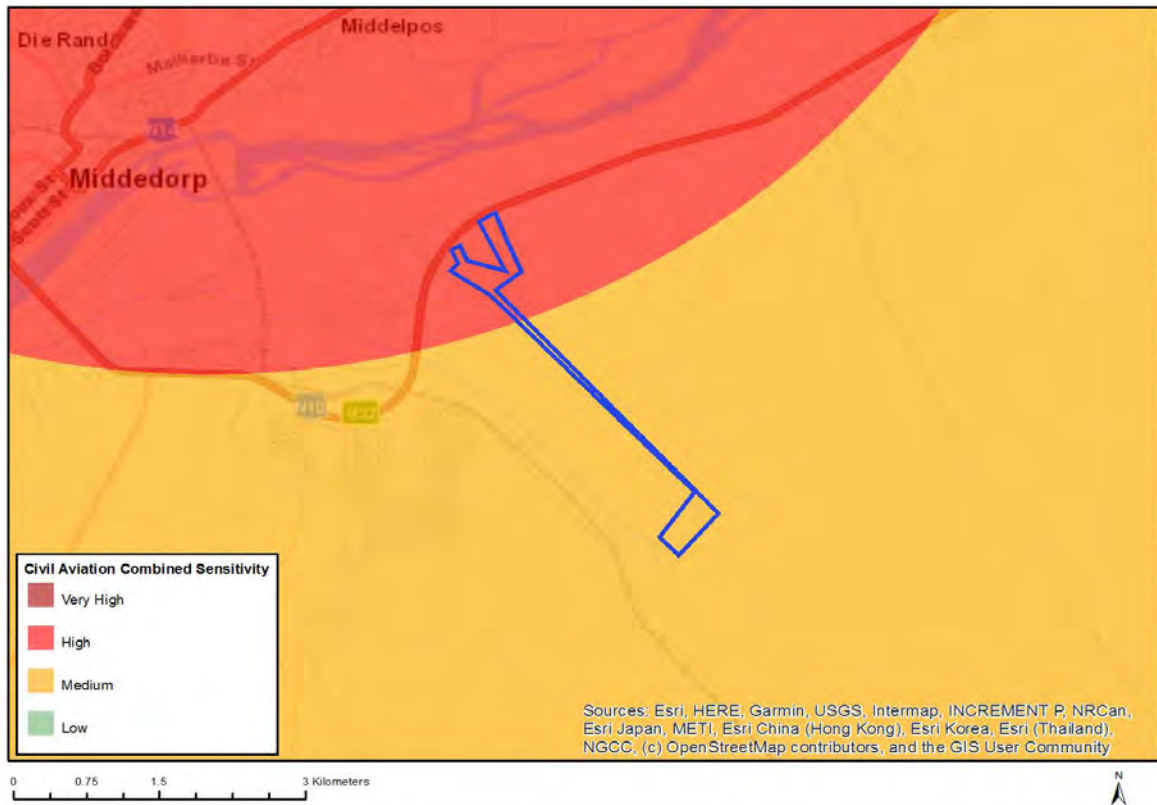 Middelpos
Die Rand
Malherbe St
N14
Middedorp
Scott St
N10
Civil Aviation Combined Sensitivity
Very High
High
Medium
Low
Sources: Esri, HERE, Garmin, USGS, Intermap, INCREMENT P, NRCan,
Esri Japan, METI, Esri China (Hong Kong), Esri Korea, Esri (Thailand),
NGCC, (c) OpenStreetMap contributors, and the GIS User Community
0 0.75 1.5 3 Kilometers
N